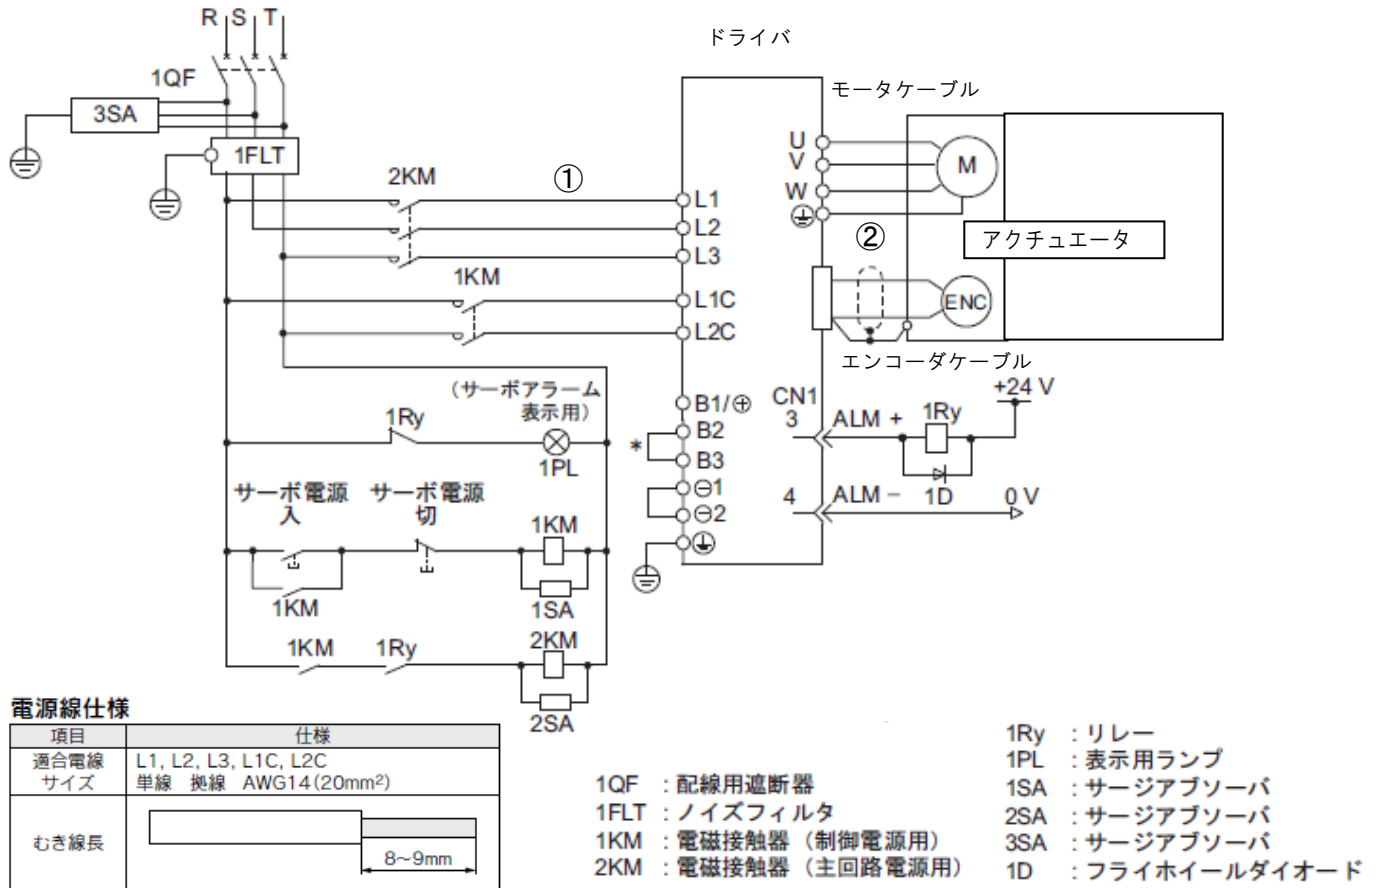 R S T
ドライバ
1QF
モータケーブル
3SA
1FLT
U
V
M
W
2KM
①
L1
L2
②
アクチュエータ
L3
1KM
L1C
ENC
L2C
エンコーダケーブル
(サーボアラーム
表示用)
+24 V
1Ry
B1/⊕
CN1
3
ALM +
1Ry
*
B2
1PL
B3
サーボ電源
入
サーボ電源
切
⊖1
4
ALM −
1D
0 V
⊖2
1KM
1KM
1SA
1KM
1Ry
2KM
2SA
電源線仕様
項目 仕様
適合電線
サイズ
L1, L2, L3, L1C, L2C
単線 拠線 AWG14(20mm²)
むき線長
8~9mm
1QF :配線用遮断器
1FLT :ノイズフィルタ
1KM :電磁接触器(制御電源用)
2KM :電磁接触器(主回路電源用)
1Ry :リレー
1PL :表示用ランプ
1SA :サージアブソーバ
2SA :サージアブソーバ
3SA :サージアブソーバ
1D :フライホイールダイオード